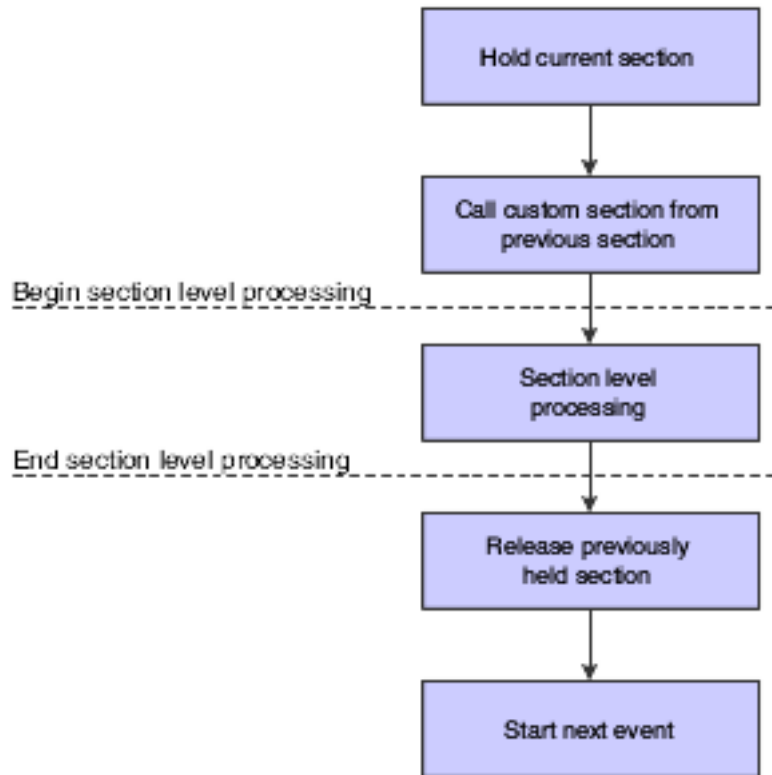 Hold current section
Call custom section from
previous section
Begin section level processing
Section level
processing
End section level processing
Release previously
held section
Start next event